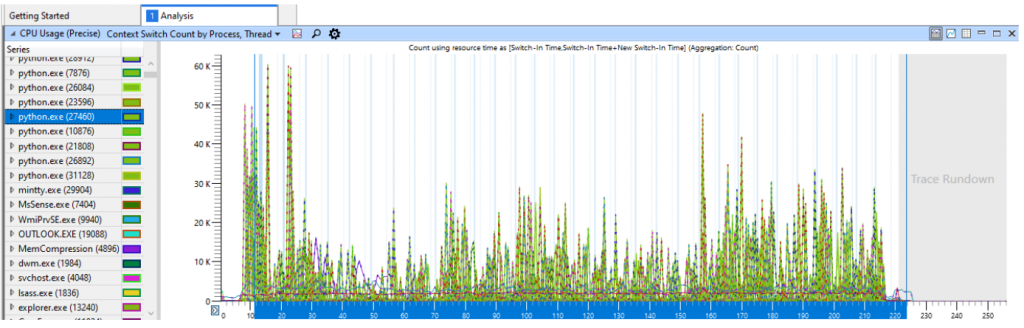 Getting Started
1 Analysis
CPU Usage (Precise) Context Switch Count by Process, Thread
Series
Count using resource time as [Switch-In Time,Switch-In Time+New Switch-In Time] (Aggregation: Count)
python.exe (28912)
python.exe (7876)
python.exe (26084)
python.exe (23596)
python.exe (27460)
python.exe (10876)
python.exe (21808)
python.exe (26892)
python.exe (31128)
mintty.exe (29904)
MsSense.exe (7404)
WmiPrvSE.exe (9940)
OUTLOOK.EXE (19088)
MemCompression (4896)
dwm.exe (1984)
svchost.exe (4048)
lsass.exe (1836)
explorer.exe (13240)
60 K
50 K
40 K
30 K
20 K
10 K
0
Trace Rundown
0 10 20 30 40 50 60 70 80 90 100 110 120 130 140 150 160 170 180 190 200 210 220 230 240 250